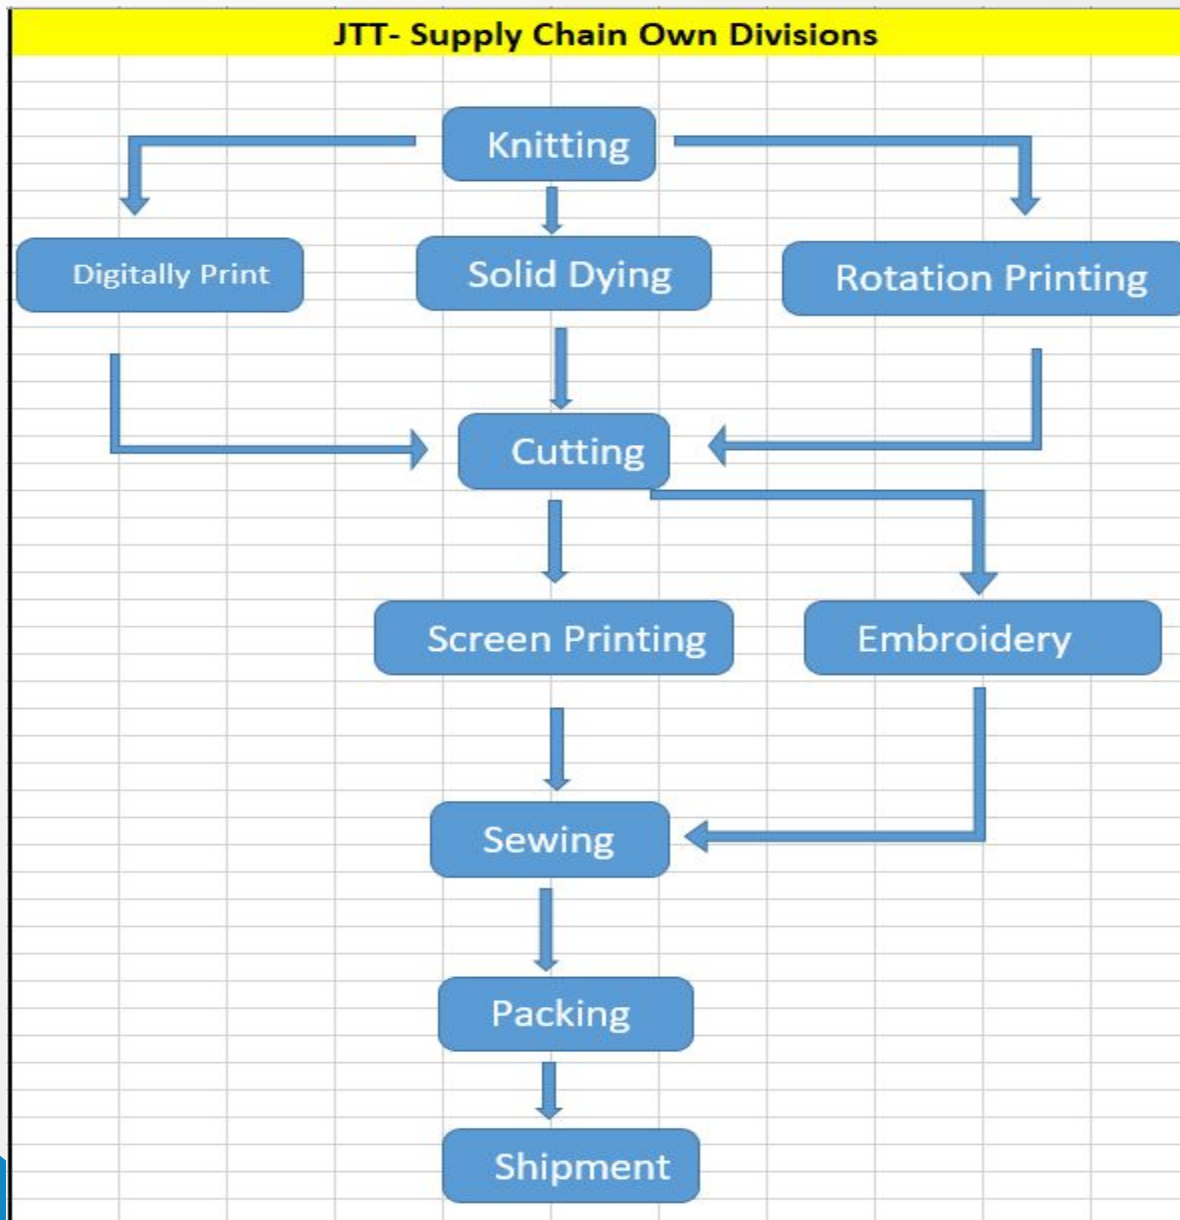 JTT- Supply Chain Own Divisions
Knitting
Digitally Print
Solid Dying
Rotation Printing
Cutting
Screen Printing
Embroidery
Sewing
Packing
Shipment